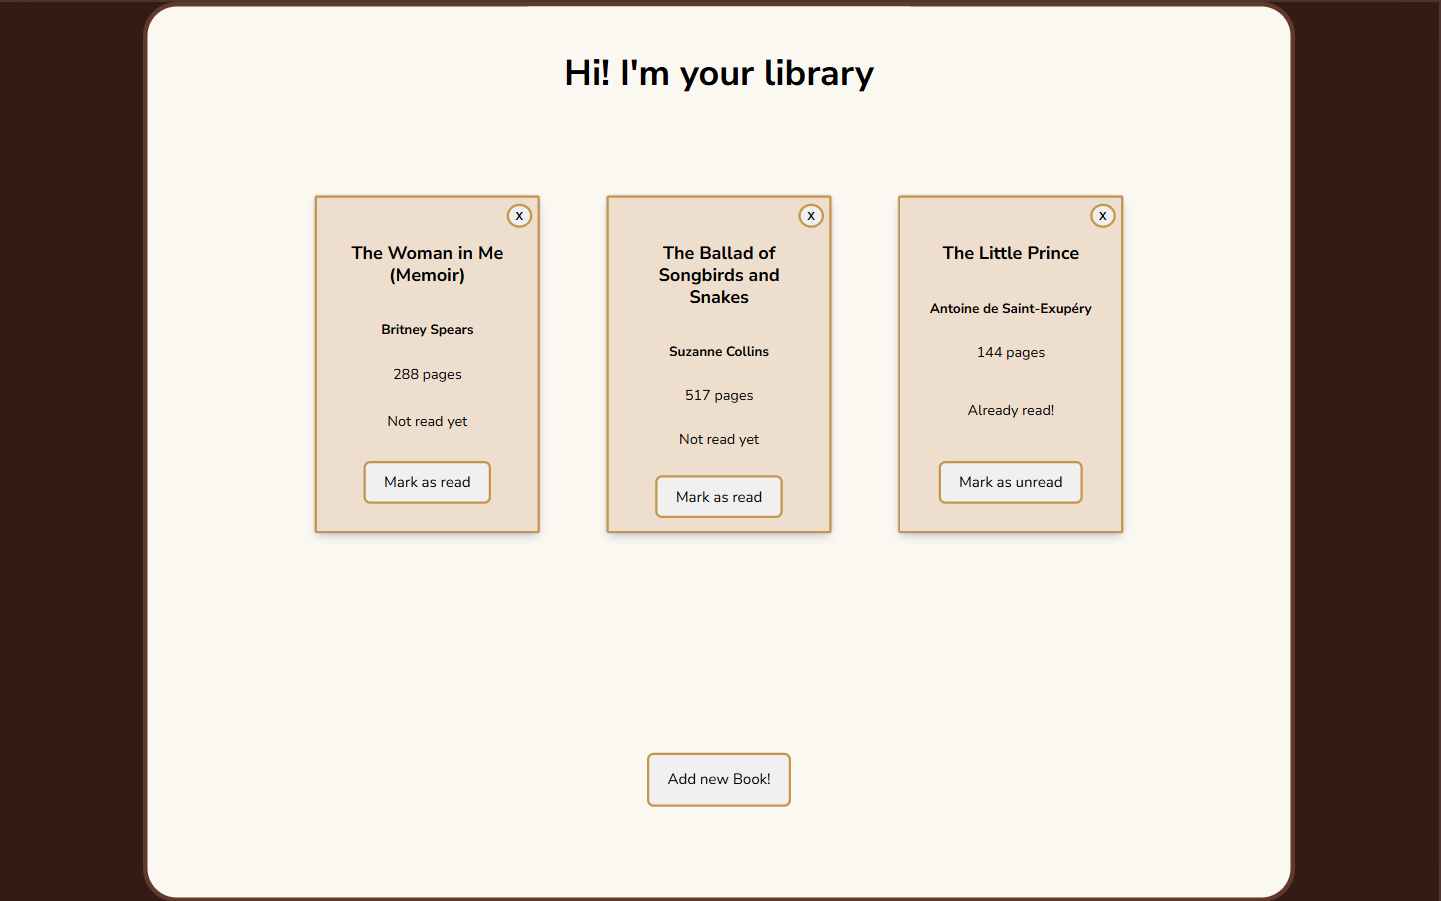 Hi! I'm your library
x
The Woman in Me
(Memoir)
Britney Spears
288 pages
Not read yet
Mark as read
x
The Ballad of
Songbirds and
Snakes
Suzanne Collins
517 pages
Not read yet
Mark as read
x
The Little Prince
Antoine de Saint-Exupéry
144 pages
Already read!
Mark as unread
Add new Book!